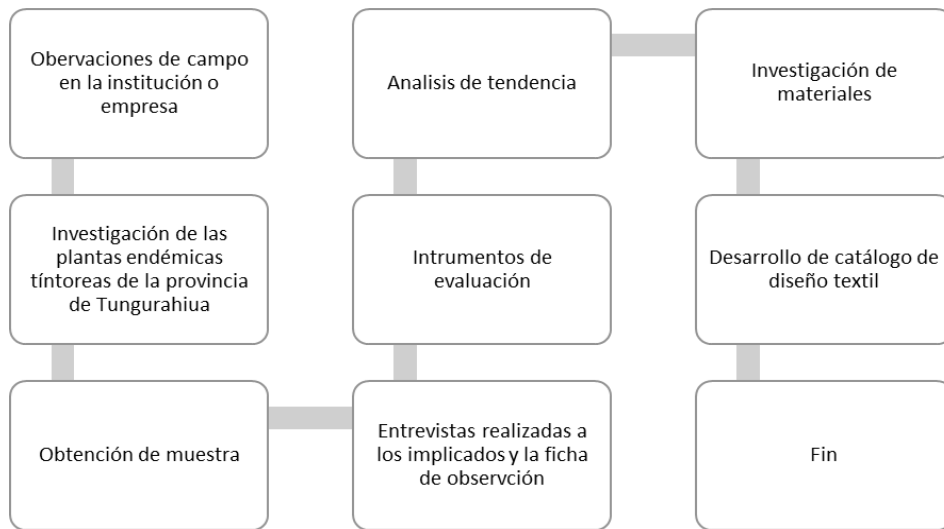 Obervaciones de campo
en la institución o
empresa
Investigación de las
plantas endémicas
tíntoreas de la provincia
de Tungurahiua
Obtención de muestra
Entrevistas realizadas a
los implicados y la ficha
de observción
Intrumentos de
evaluación
Analisis de tendencia
Investigación de
materiales
Desarrollo de catálogo de
diseño textil
Fin